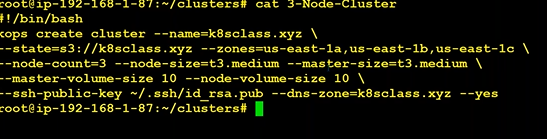 root@ip-192-168-1-87:~/clusters# cat 3-Node-Cluster
#!/bin/bash
kops create cluster --name=k8sclass.xyz \
--state=s3://k8sclass.xyz --zones=us-east-1a,us-east-1b,us-east-1c \
--node-count=3 --node-size=t3.medium --master-size=t3.medium \
--master-volume-size 10 --node-volume-size 10 \
--ssh-public-key ~/.ssh/id_rsa.pub --dns-zone=k8sclass.xyz --yes
root@ip-192-168-1-87:~/clusters#